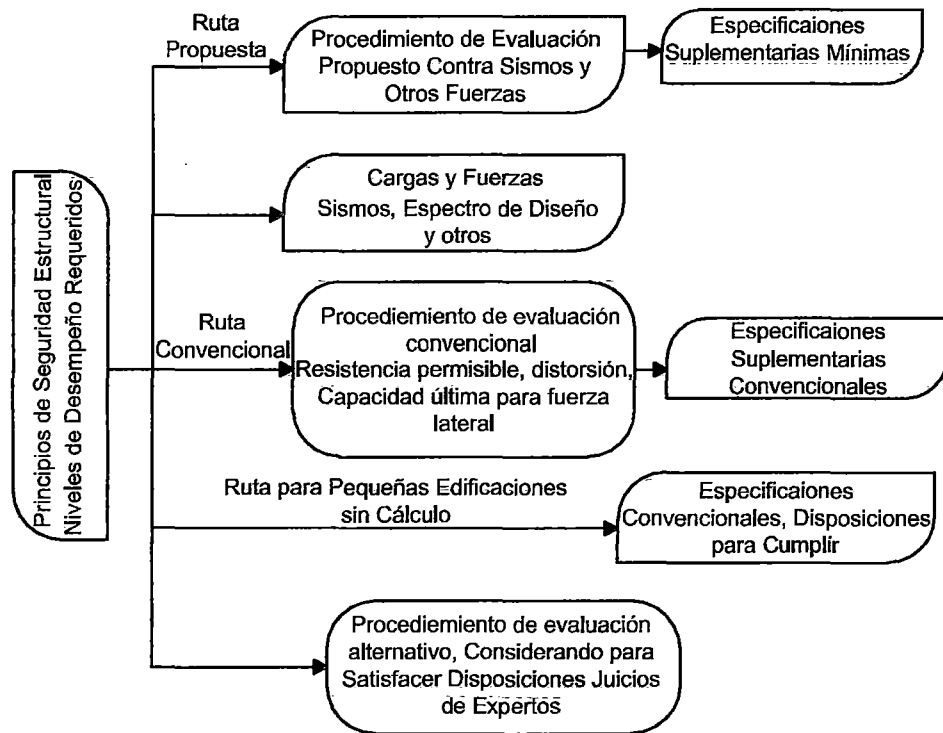 Ruta
Propuesta
Procedimiento de Evaluación
Propuesto Contra Sismos y
Otros Fuerzas
Especificaiones
Suplementarias Mínimas
Principios de Seguridad Estructural
Niveles de Desempeño Requeridos
Cargas y Fuerzas
Sismos, Espectro de Diseño
y otros
Ruta
Convencional
Procediemiento de evaluación
convencional
Resistencia permisible, distorsión,
Capacidad última para fuerza
lateral
Especificaiones
Suplementarias
Convencionales
Ruta para Pequeñas Edificaciones
sin Cálculo
Especificaiones
Convencionales, Disposiciones
para Cumplír
Procediemiento de evaluación
alternativo, Considerando para
Satisfacer Disposiciones Juicios
de Expertos